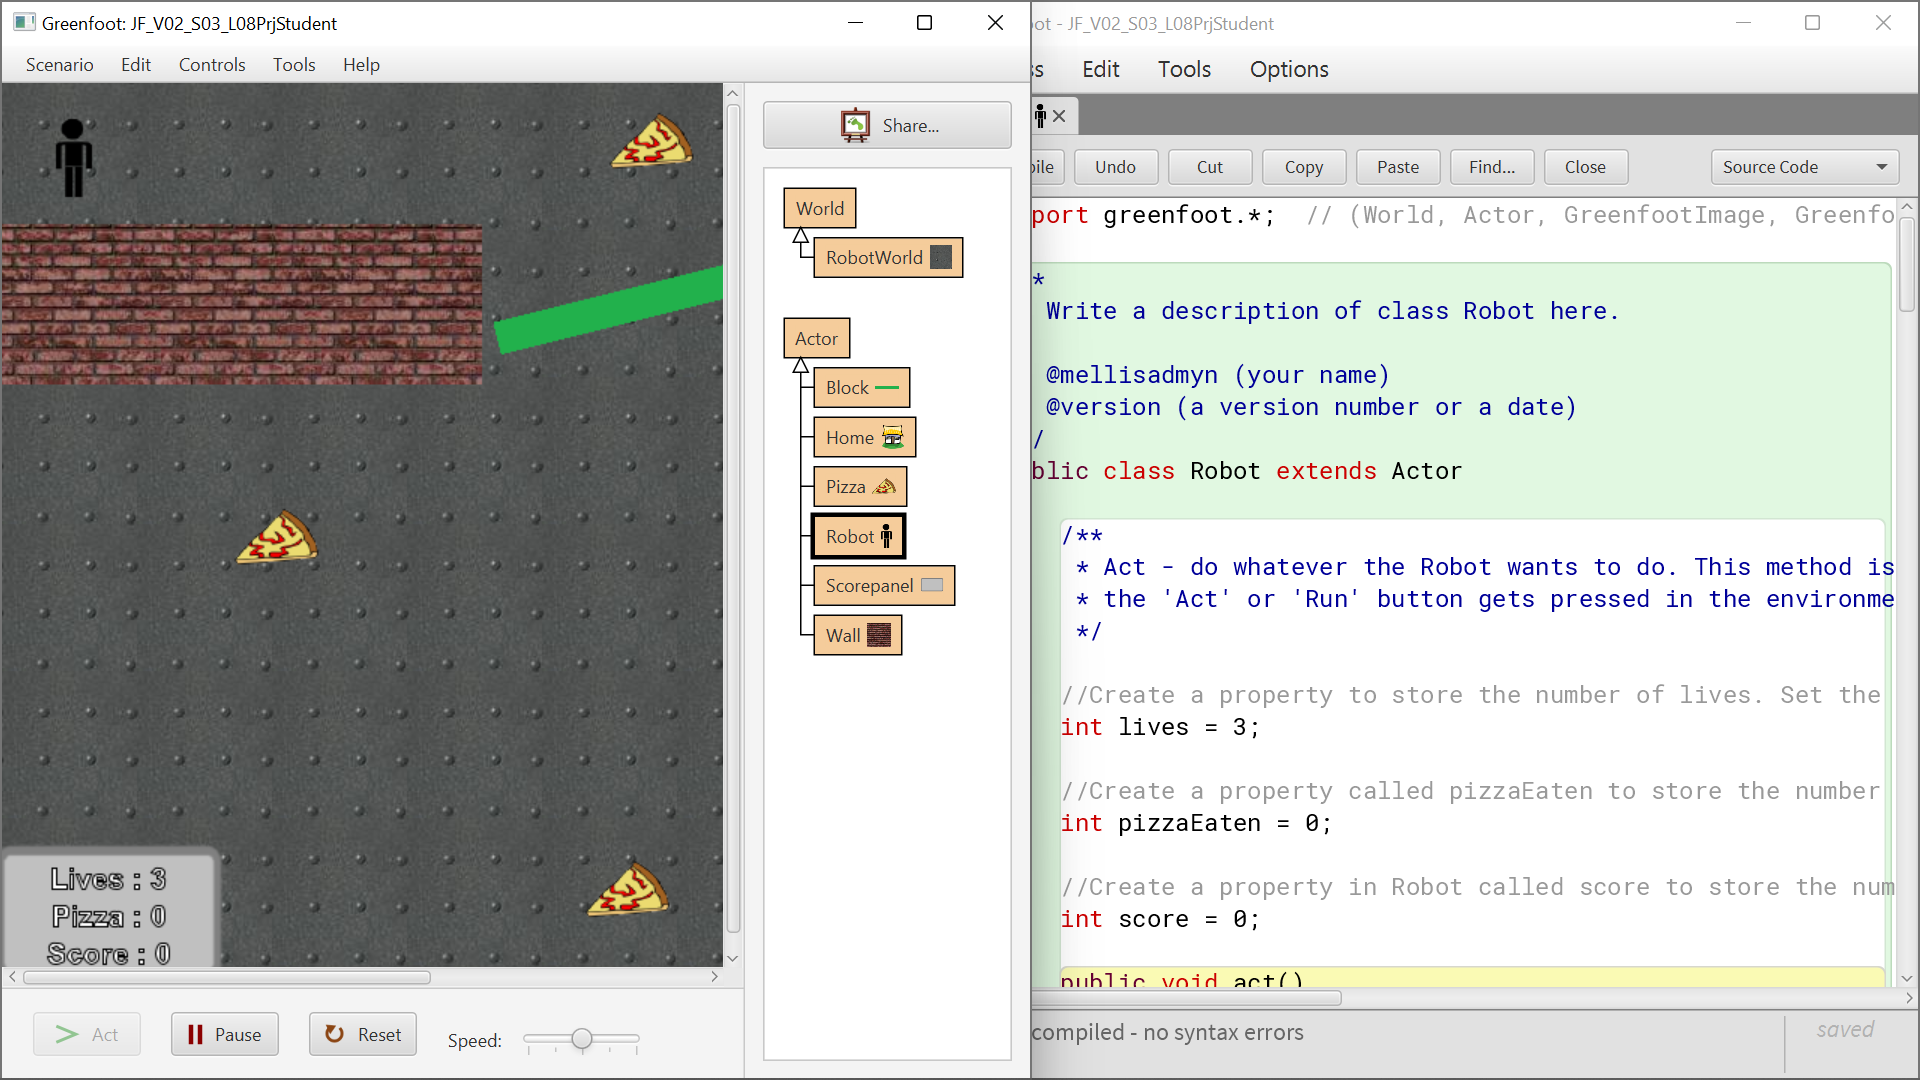 Greenfoot: JF_V02_S03_L08PrjStudent
Scenario Edit Controls Tools Help
Share...
World
RobotWorld
Actor
Block
Home
Pizza
Robot
Scorepanel
Wall
Lives : 3
Pizza : 0
Score : 0
Act Pause Reset Speed:
oot - JF_V02_S03_L08PrjStudent
ss Edit Tools Options
pile Undo Cut Copy Paste Find... Close Source Code
port greenfoot.*; // (World, Actor, GreenfootImage, Greenfo
*
Write a description of class Robot here.
@mellisadmyn (your name)
@version (a version number or a date)
/
blic class Robot extends Actor
/**
* Act - do whatever the Robot wants to do. This method is
* the 'Act' or 'Run' button gets pressed in the environme
*/
//Create a property to store the number of lives. Set the
int lives = 3;
//Create a property called pizzaEaten to store the number
int pizzaEaten = 0;
//Create a property in Robot called score to store the num
int score = 0;
public void act()
compiled - no syntax errors
saved